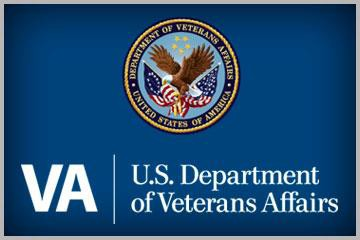 DEPARTMENT OF VETERANS AFFAIRS
UNITED STATES OF AMERICA
VA
U.S. Department
of Veterans Affairs